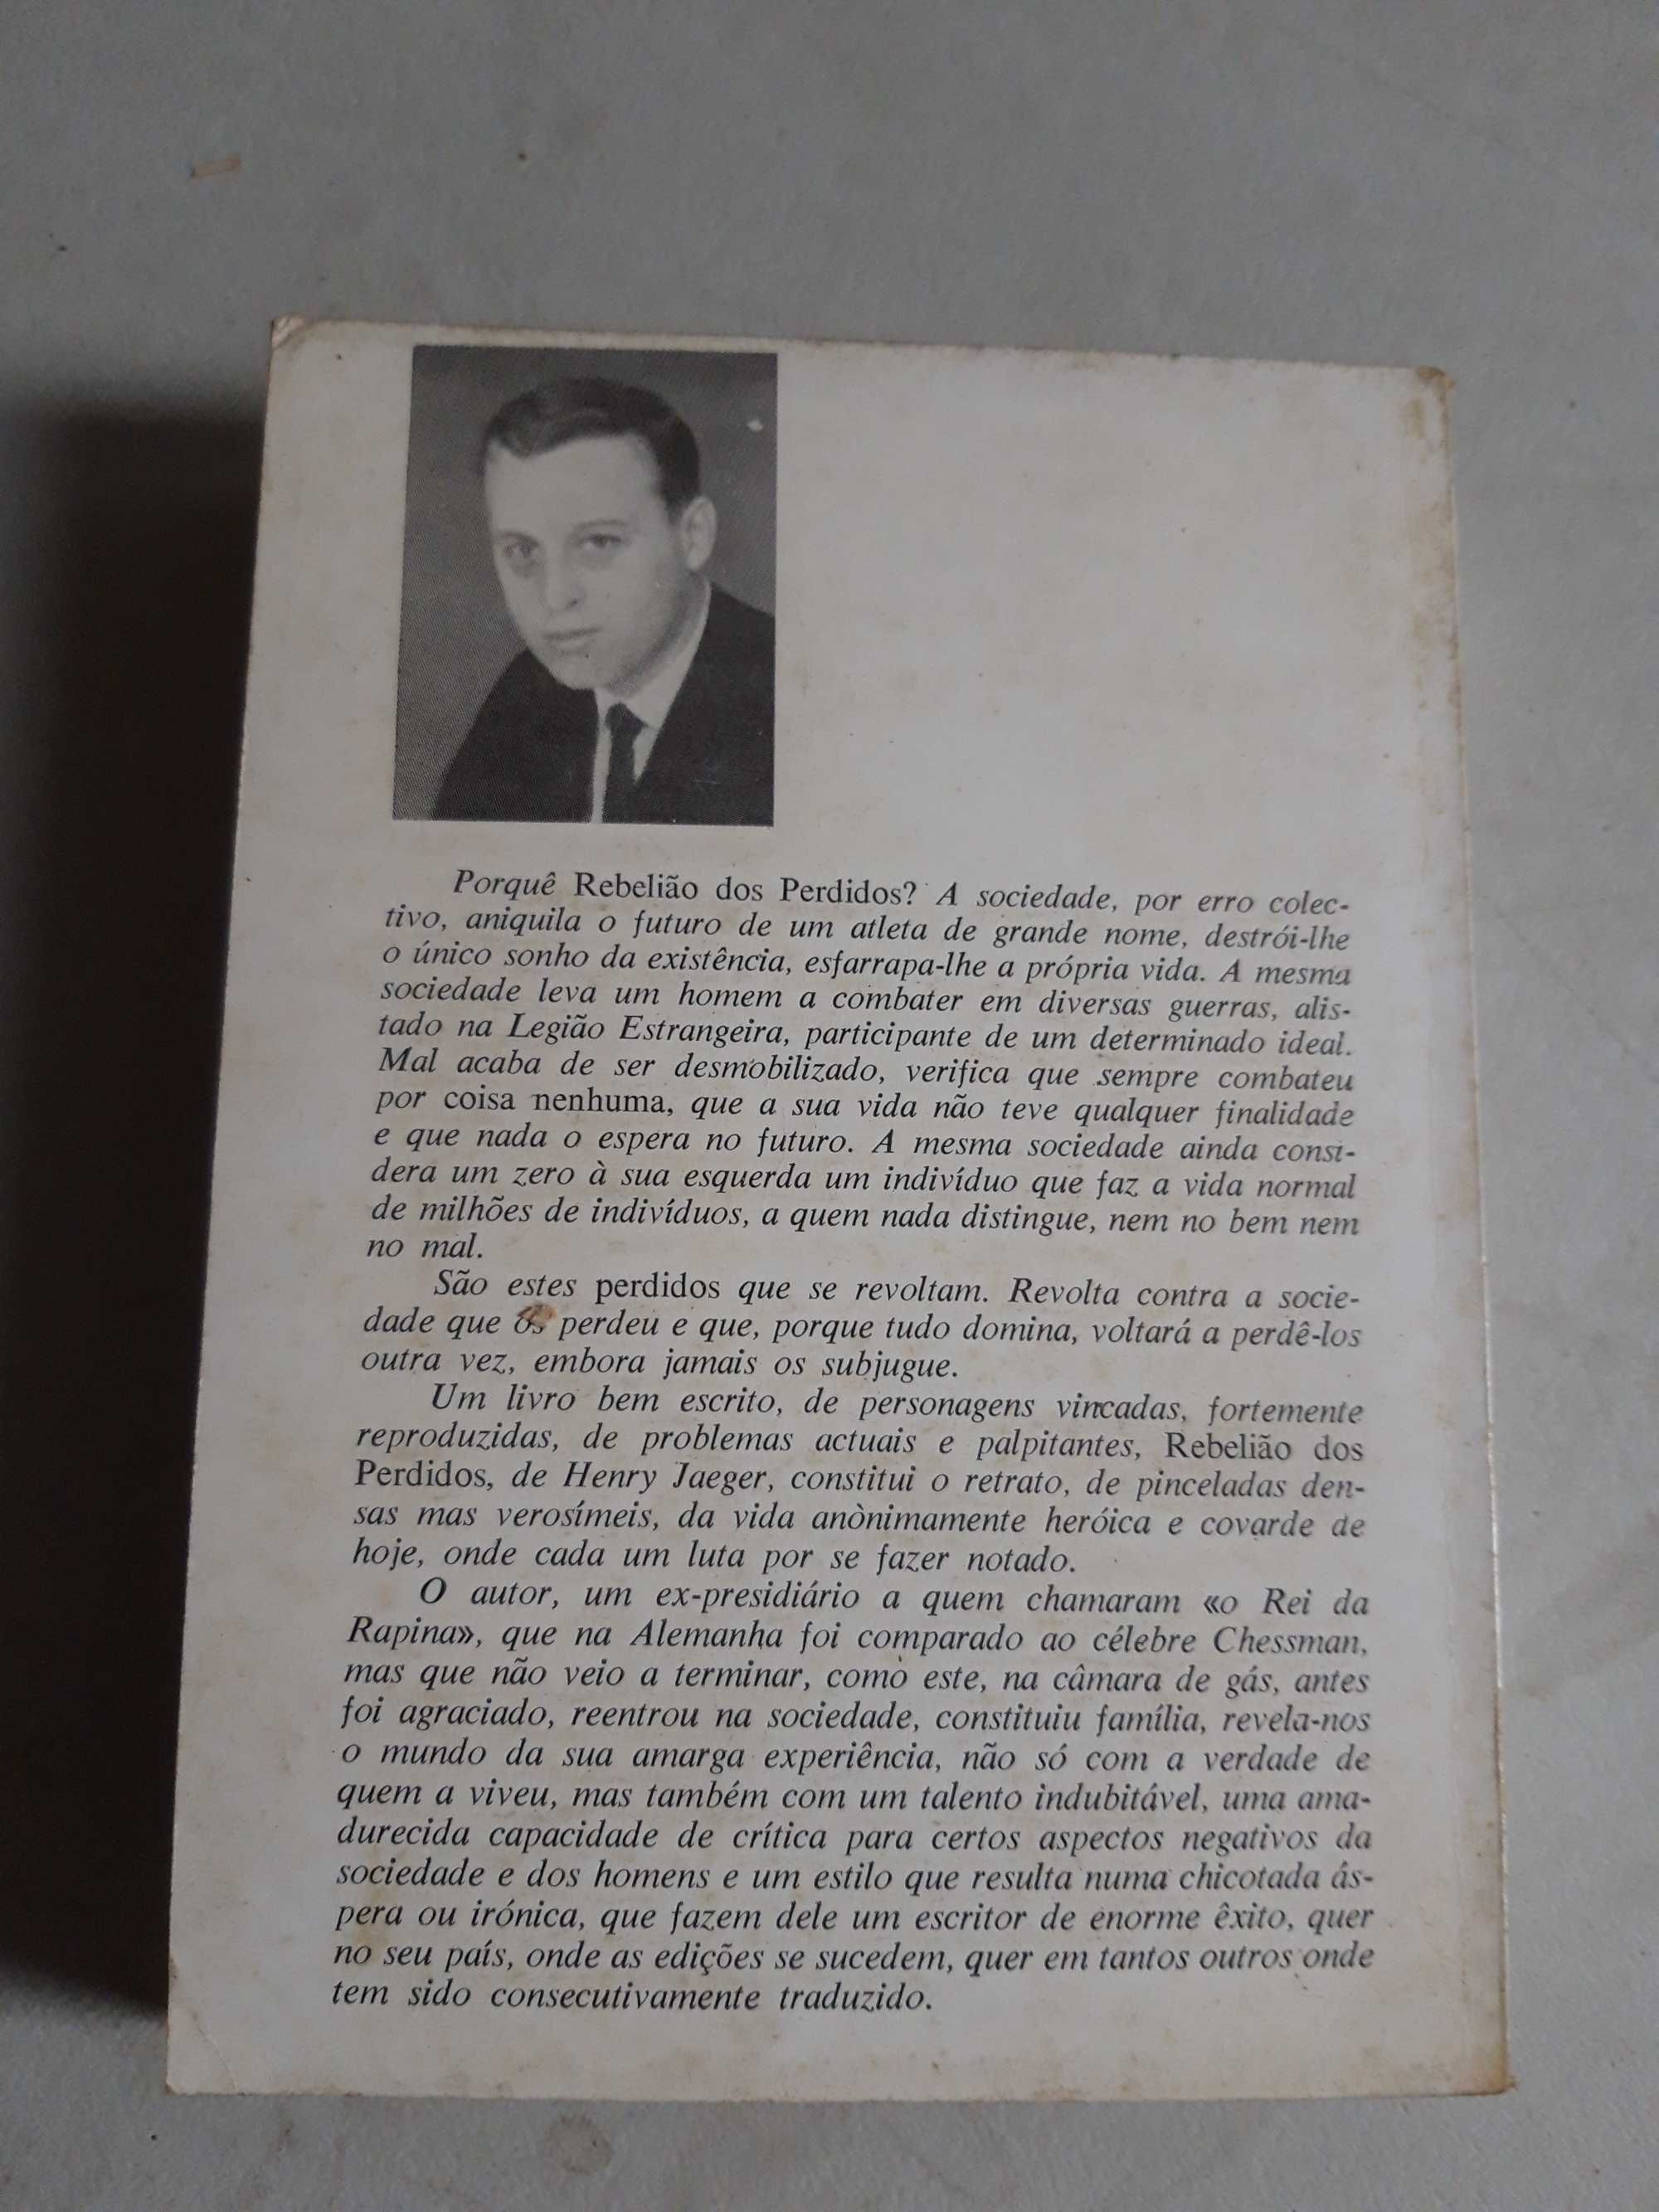 Porquê Rebelião dos Perdidos? A sociedade, por erro colec-
tivo, aniquila o futuro de um atleta de grande nome, destrói-lhe
o único sonho da existência, esfarrapa-lhe a própria vida. A mesma
sociedade leva um homem a combater em diversas guerras, alis-
tado na Legião Estrangeira, participante de um determinado ideal.
Mal acaba de ser desmobilizado, verifica que sempre combateu
por coisa nenhuma, que a sua vida não teve qualquer finalidade
e que nada o espera no futuro. A mesma sociedade ainda consi-
dera um zero à sua esquerda um indivíduo que faz a vida normal
de milhões de indivíduos, a quem nada distingue, nem no bem nem
no mal.
São estes perdidos que se revoltam. Revolta contra a socie-
dade que os perdeu e que, porque tudo domina, voltará a perdê-los
outra vez, embora jamais os subjugue.
Um livro bem escrito, de personagens vincadas, fortemente
reproduzidas, de problemas actuais e palpitantes, Rebelião dos
Perdidos, de Henry Jaeger, constitui o retrato, de pinceladas den-
sas mas verosímeis, da vida anònimamente heróica e covarde de
hoje, onde cada um luta por se fazer notado.
O autor, um ex-presidiário a quem chamaram «o Rei da
Rapina», que na Alemanha foi comparado ao célebre Chessman,
mas que não veio a terminar, como este, na câmara de gás, antes
foi agraciado, reentrou na sociedade, constituiu família, revela-nos
o mundo da sua amarga experiência, não só com a verdade de
quem a viveu, mas também com um talento indubitável, uma ama-
durecida capacidade de crítica para certos aspectos negativos da
sociedade e dos homens e um estilo que resulta numa chicotada ás-
pera ou irónica, que fazem dele um escritor de enorme êxito, quer
no seu país, onde as edições se sucedem, quer em tantos outros onde
tem sido consecutivamente traduzido.